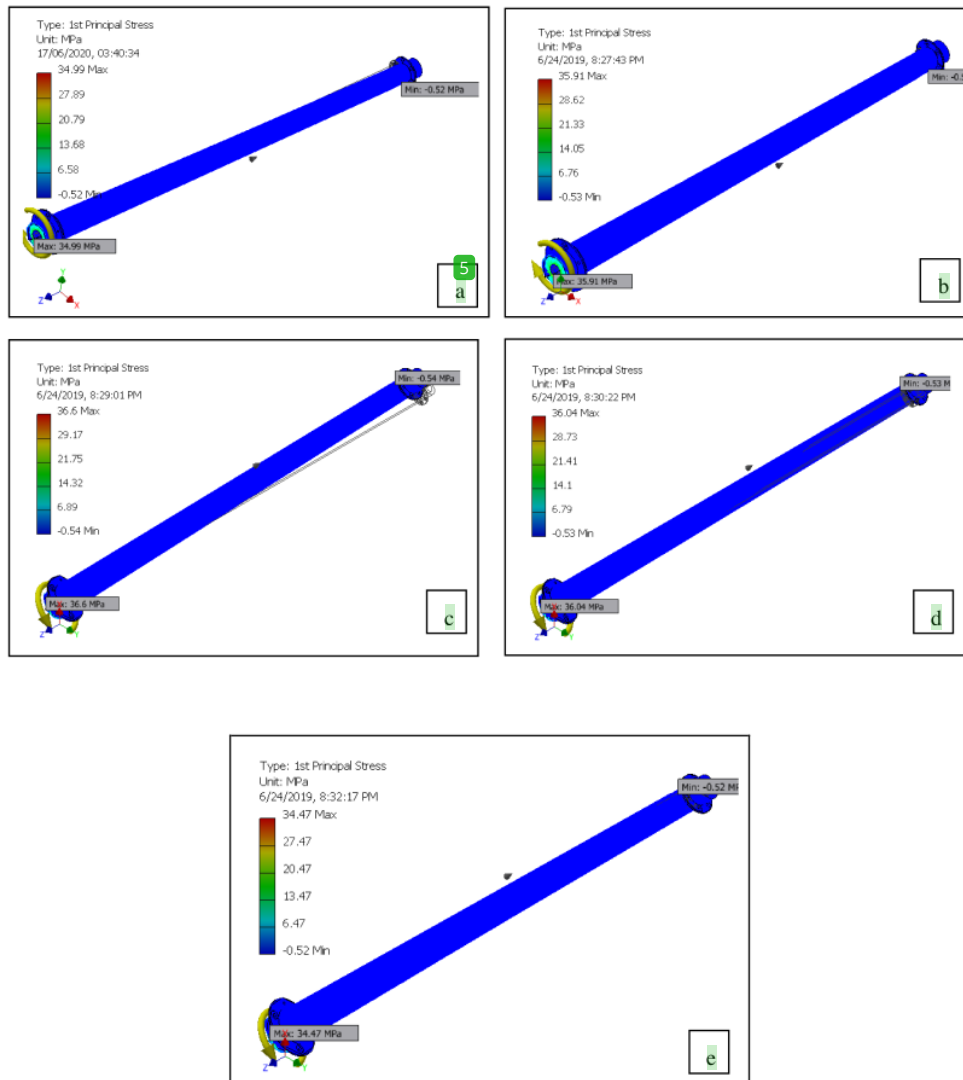 Type: 1st Principal Stress
Unit: MPa
17/06/2020, 03:40:34
34.99 Max
27.89
20.79
13.68
6.58
-0.52 Min
Min: -0.52 MPa
Max: 34.99 MPa
Y
Z
X
5
a
Type: 1st Principal Stress
Unit: MPa
6/24/2019, 8:27:43 PM
35.91 Max
28.62
21.33
14.05
6.76
-0.53 Min
Min:
Max: 35.91 MPa
Z
X
b
Type: 1st Principal Stress
Unit: MPa
6/24/2019, 8:29:01 PM
36.6 Max
29.17
21.75
14.32
6.89
-0.54 Min
Min: -0.54 MPa
Max: 36.6 MPa
Z
Y
c
Type: 1st Principal Stress
Unit: MPa
6/24/2019, 8:30:22 PM
36.04 Max
28.73
21.41
14.1
6.79
-0.53 Min
Min: -0.53 M
Max: 36.04 MPa
Z
Y
d
Type: 1st Principal Stress
Unit: MPa
6/24/2019, 8:32:17 PM
34.47 Max
27.47
20.47
13.47
6.47
-0.52 Min
Min: -0.52 MP
Max: 34.47 MPa
Z
Y
e